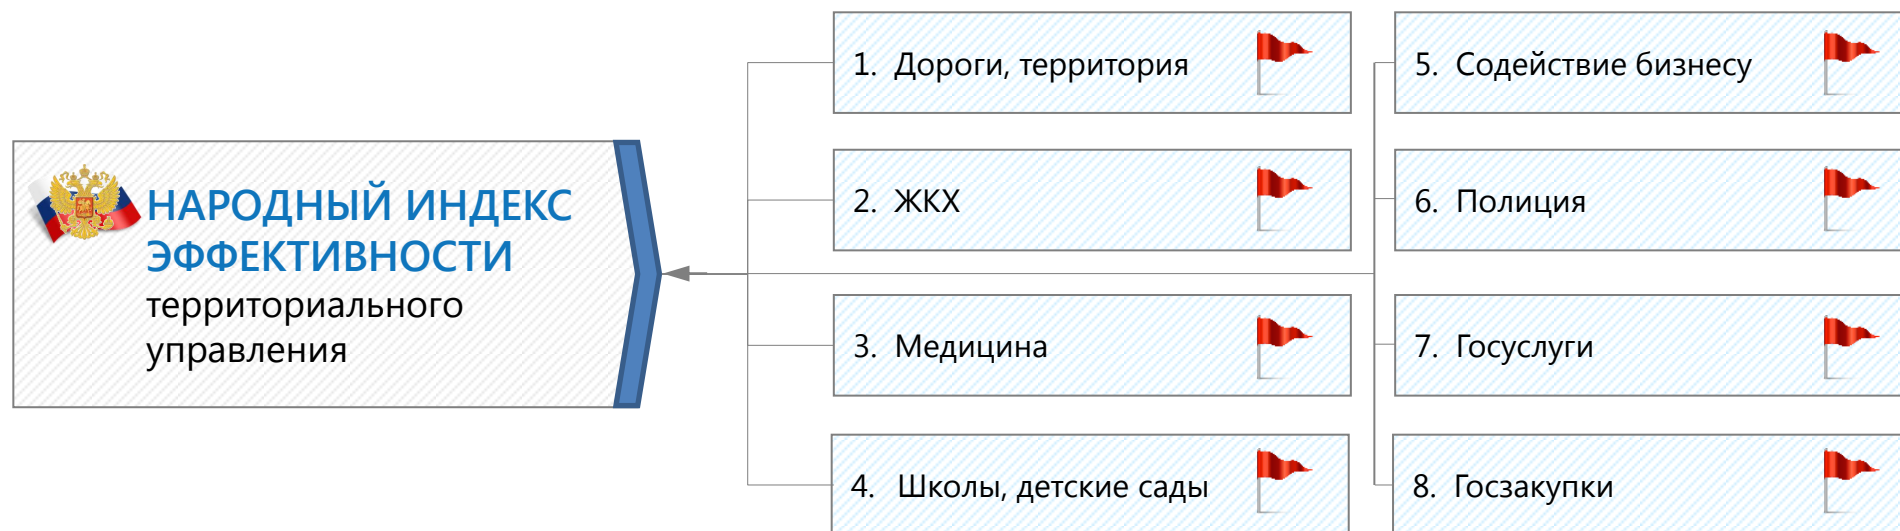 НАРОДНЫЙ ИНДЕКС
ЭФФЕКТИВНОСТИ
территориального
управления
1. Дороги, территория
2. ЖКХ
3. Медицина
4. Школы, детские сады
5. Содействие бизнесу
6. Полиция
7. Госуслуги
8. Госзакупки